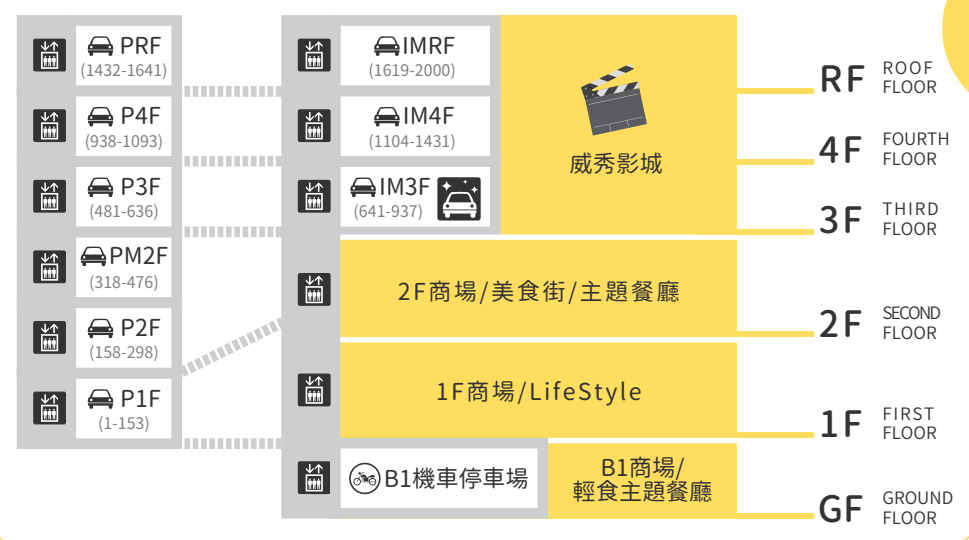 PRF
(1432-1641)
P4F
(938-1093)
P3F
(481-636)
PM2F
(318-476)
P2F
(158-298)
P1F
(1-153)
IMRF
(1619-2000)
IM4F
(1104-1431)
IM3F
(641-937)
威秀影城
2F商場/美食街/主題餐廳
1F商場/LifeStyle
B1機車停車場
B1商場/
輕食主題餐廳
RF ROOF
FLOOR
4F FOURTH
FLOOR
3F THIRD
FLOOR
2F SECOND
FLOOR
1F FIRST
FLOOR
GF GROUND
FLOOR